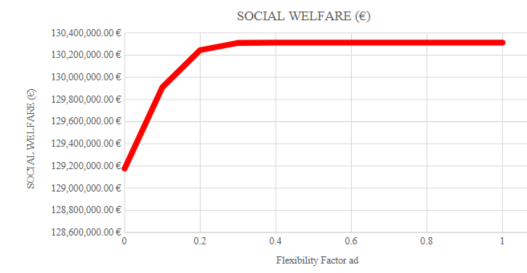 SOCIAL WELFARE (€)
130,400,000.00 €
130,200,000.00 €
130,000,000.00 €
129,800,000.00 €
129,600,000.00 €
129,400,000.00 €
129,200,000.00 €
129,000,000.00 €
128,800,000.00 €
128,600,000.00 €
SOCIAL WELFARE (€)
0 0.2 0.4 0.6 0.8 1
Flexibility Factor ad